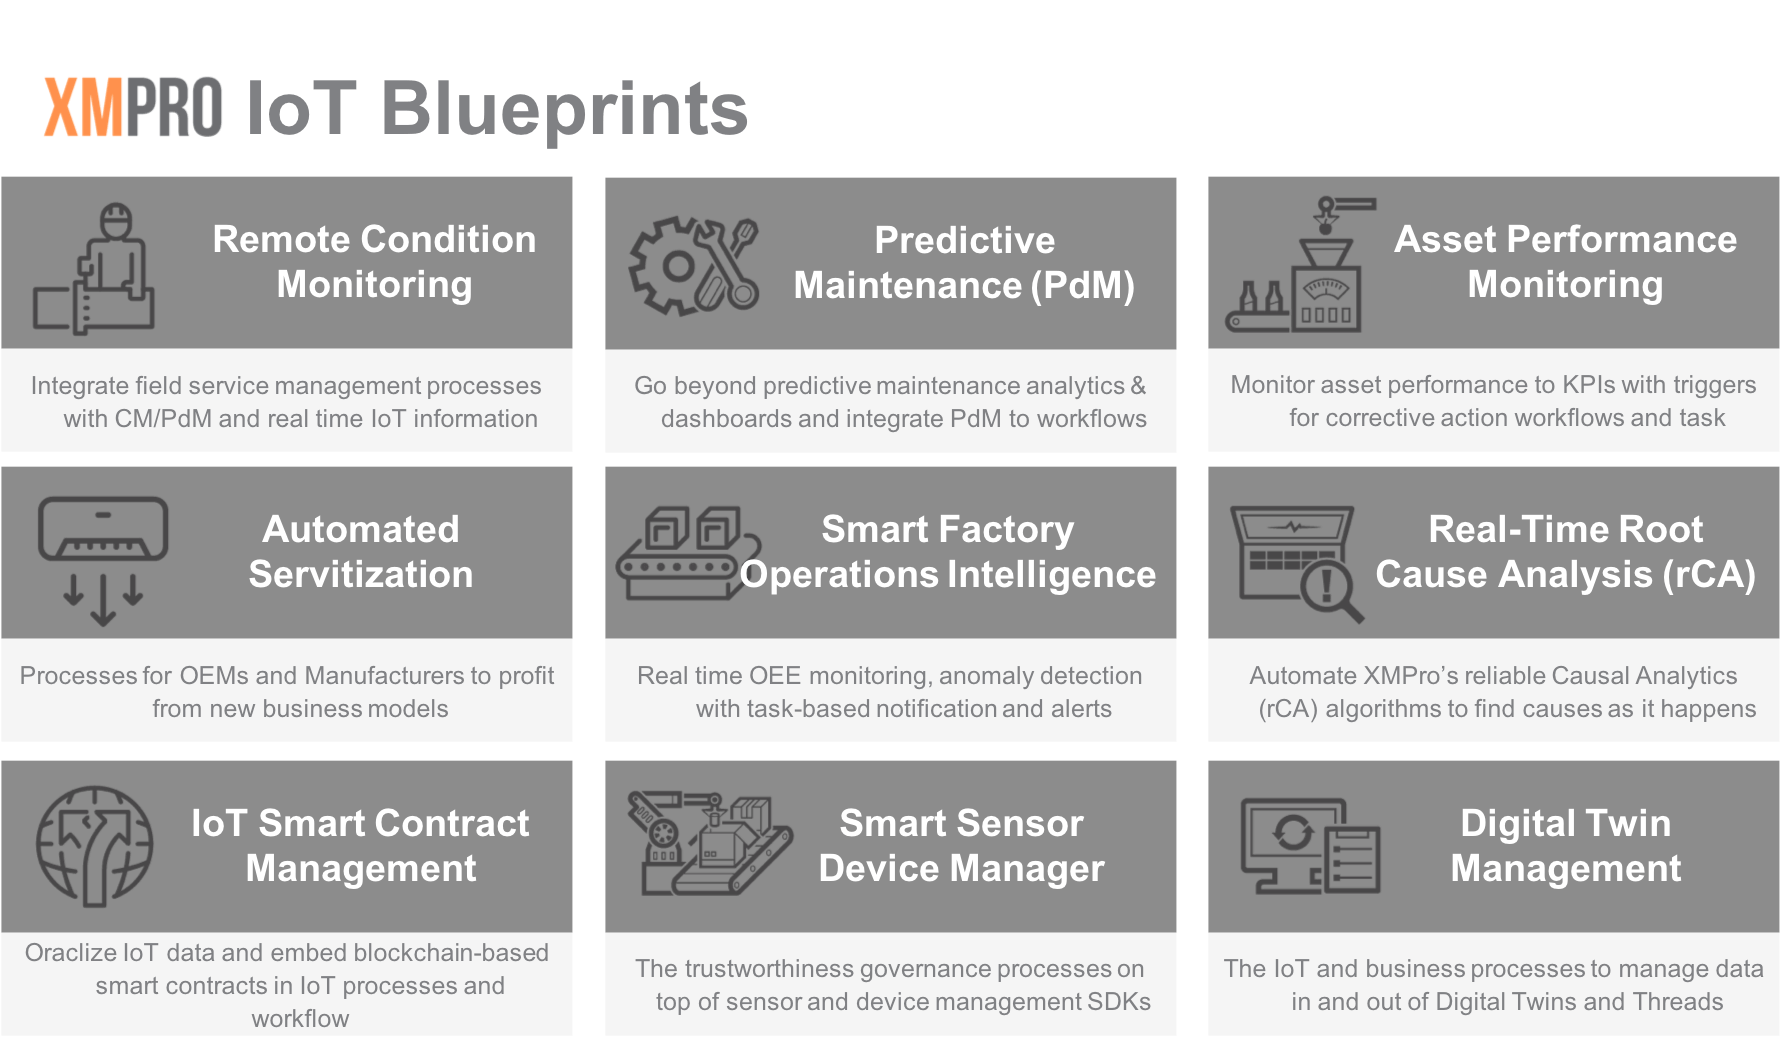 XMPRO IoT Blueprints
Remote Condition
Monitoring
Integrate field service management processes
with CM/PdM and real time IoT information
Predictive
Maintenance (PdM)
Go beyond predictive maintenance analytics &
dashboards and integrate PdM to workflows
Asset Performance
Monitoring
Monitor asset performance to KPIs with triggers
for corrective action workflows and task
Automated
Servitization
Processes for OEMs and Manufacturers to profit
from new business models
Smart Factory
Operations Intelligence
Real time OEE monitoring, anomaly detection
with task-based notification and alerts
Real-Time Root
Cause Analysis (rCA)
Automate XMPro’s reliable Causal Analytics
(rCA) algorithms to find causes as it happens
IoT Smart Contract
Management
Oraclize IoT data and embed blockchain-based
smart contracts in IoT processes and
workflow
Smart Sensor
Device Manager
The trustworthiness governance processes on
top of sensor and device management SDKs
Digital Twin
Management
The IoT and business processes to manage data
in and out of Digital Twins and Threads